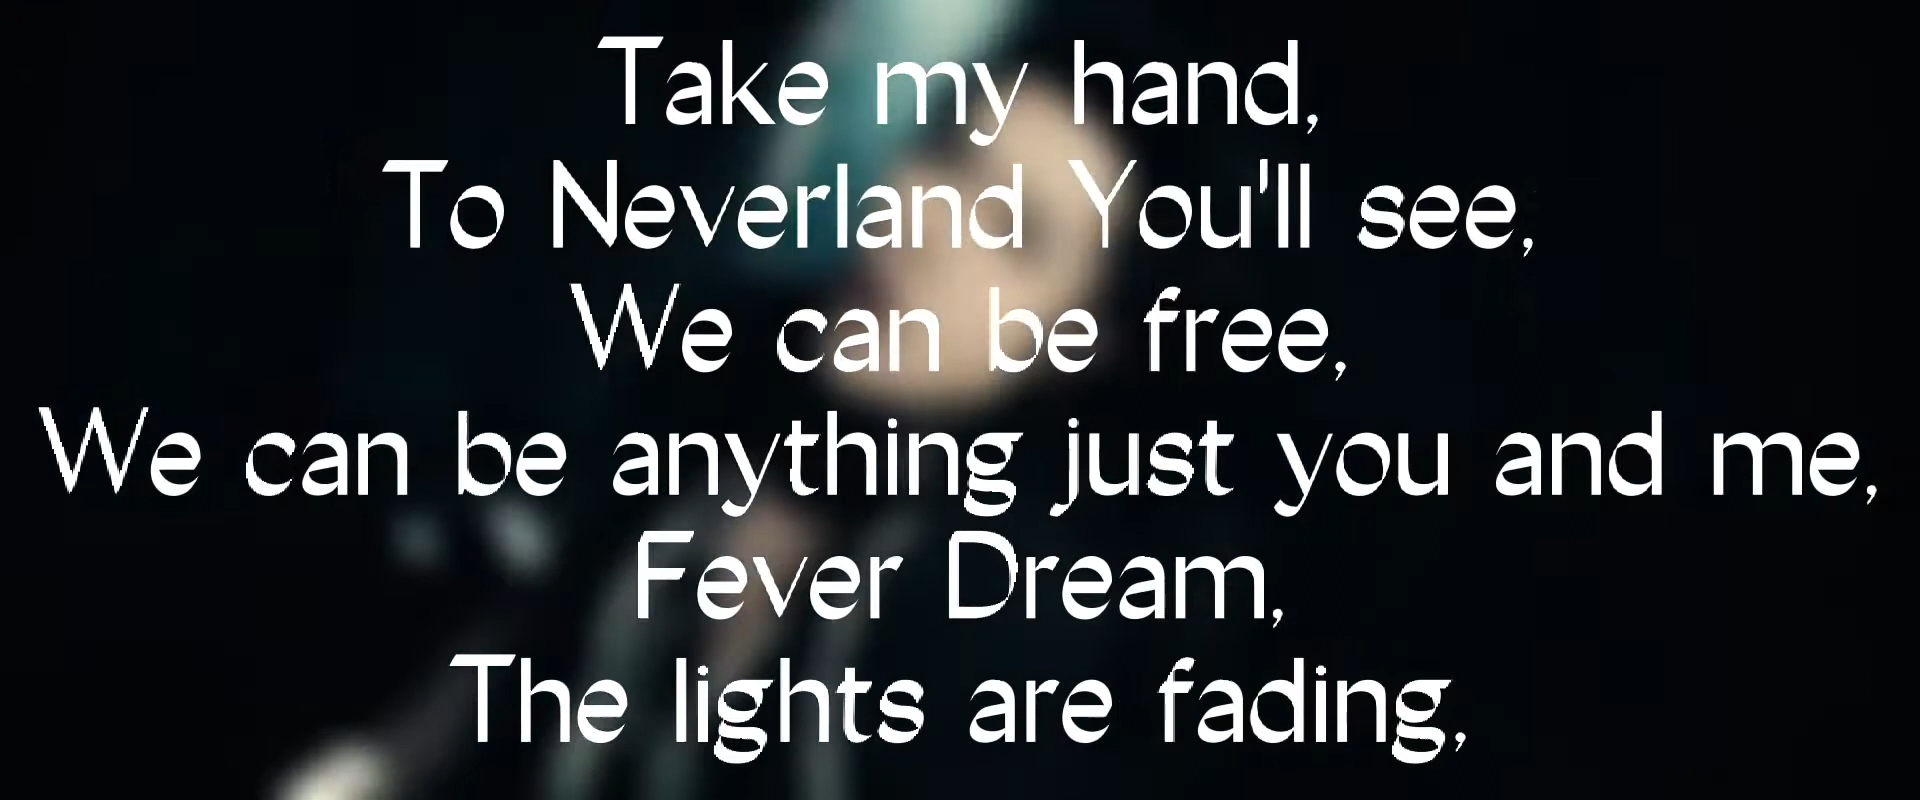 Take my hand,
To Neverland You'll see,
We can be free,
We can be anything just you and me,
Fever Dream,
The lights are fading,